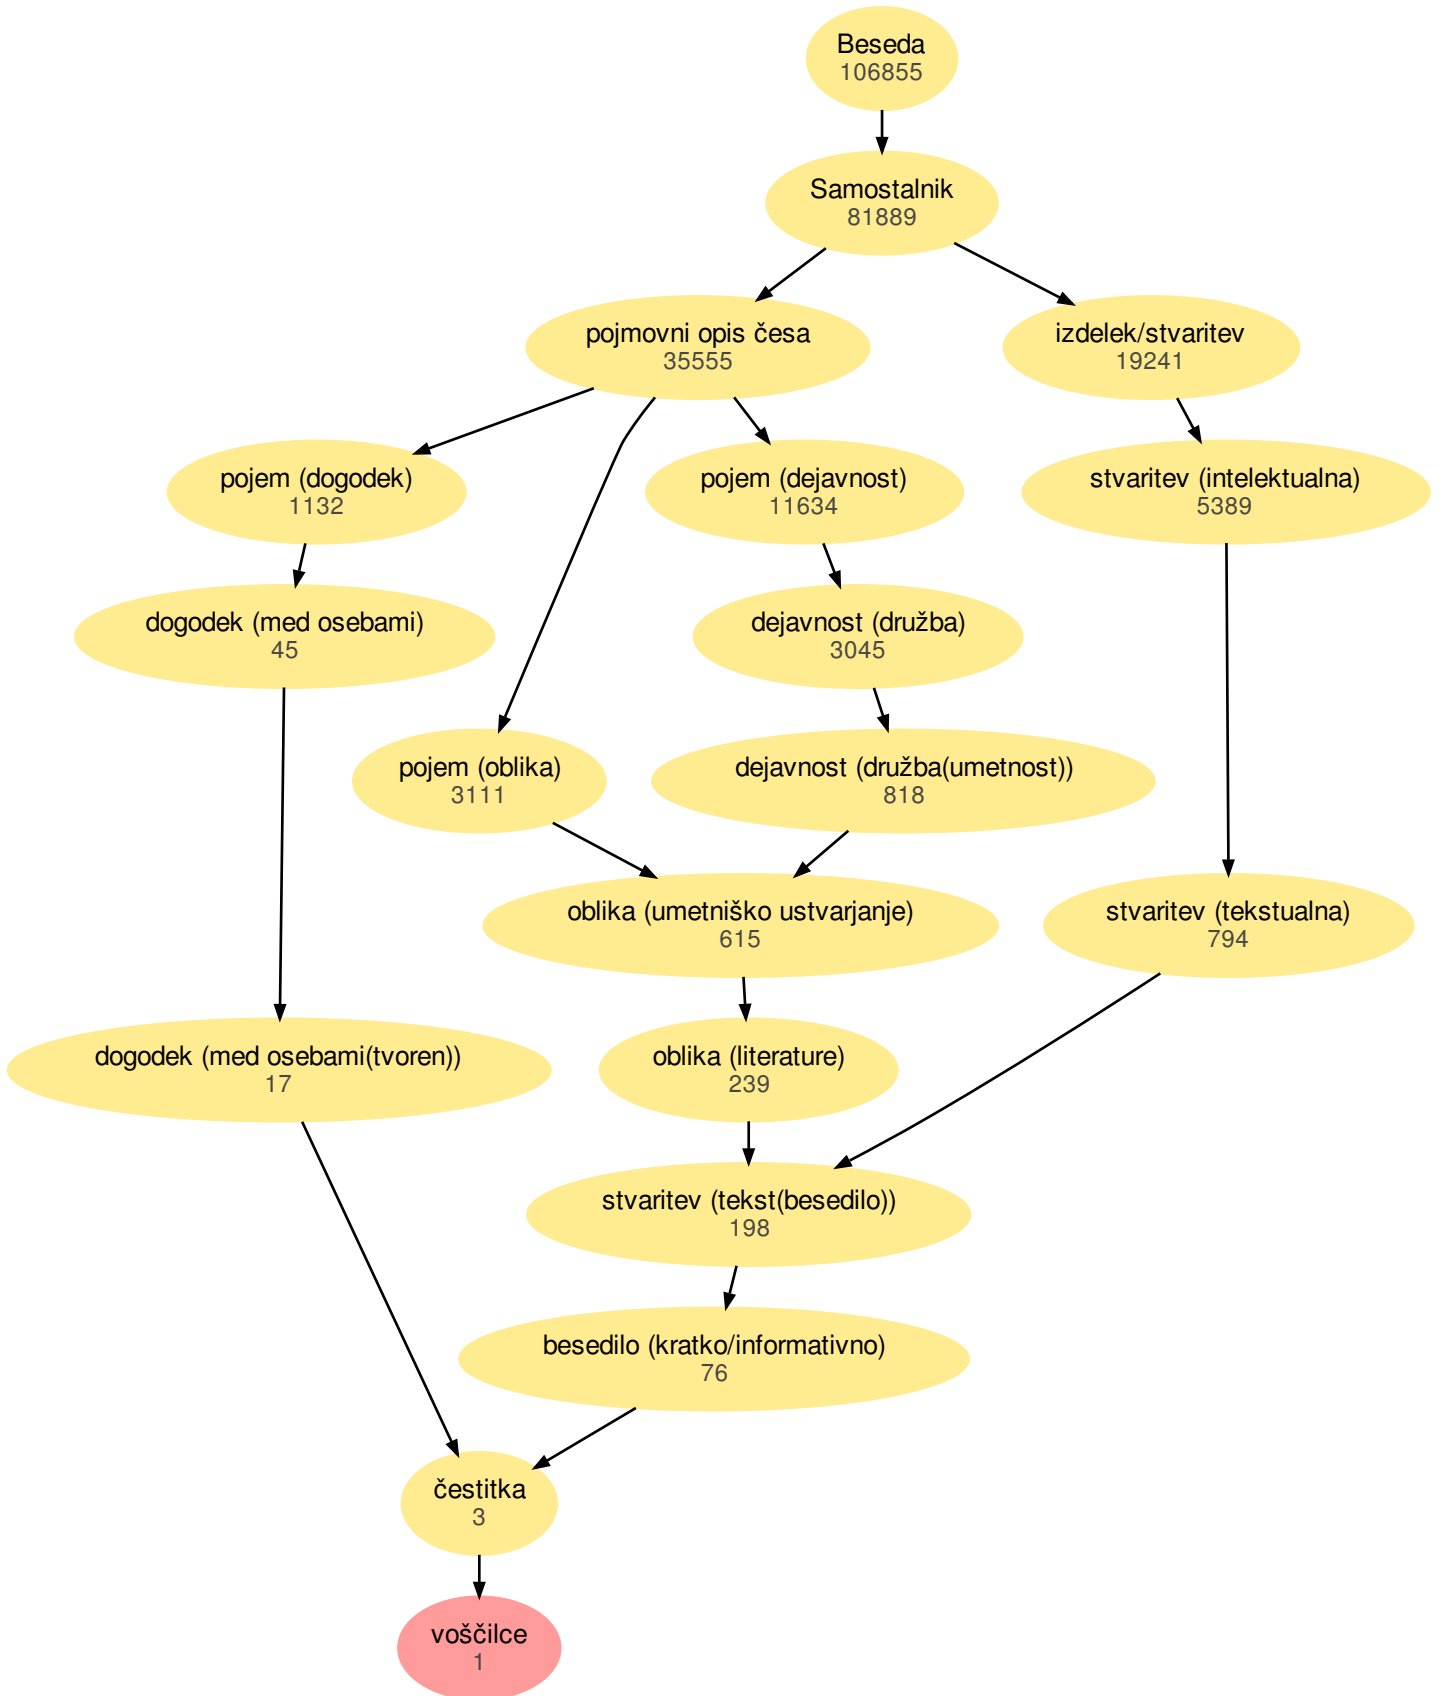 Beseda
106855
Samostalnik
81889
pojmovni opis česa
35555
izdelek/stvaritev
19241
pojem (dogodek)
1132
pojem (dejavnost)
11634
stvaritev (intelektualna)
5389
dogodek (med osebami)
45
dejavnost (družba)
3045
pojem (oblika)
3111
dejavnost (družba(umetnost))
818
oblika (umetniško ustvarjanje)
615
stvaritev (tekstualna)
794
dogodek (med osebami(tvoren))
17
oblika (literature)
239
stvaritev (tekst(besedilo))
198
besedilo (kratko/informativno)
76
čestitka
3
voščilce
1